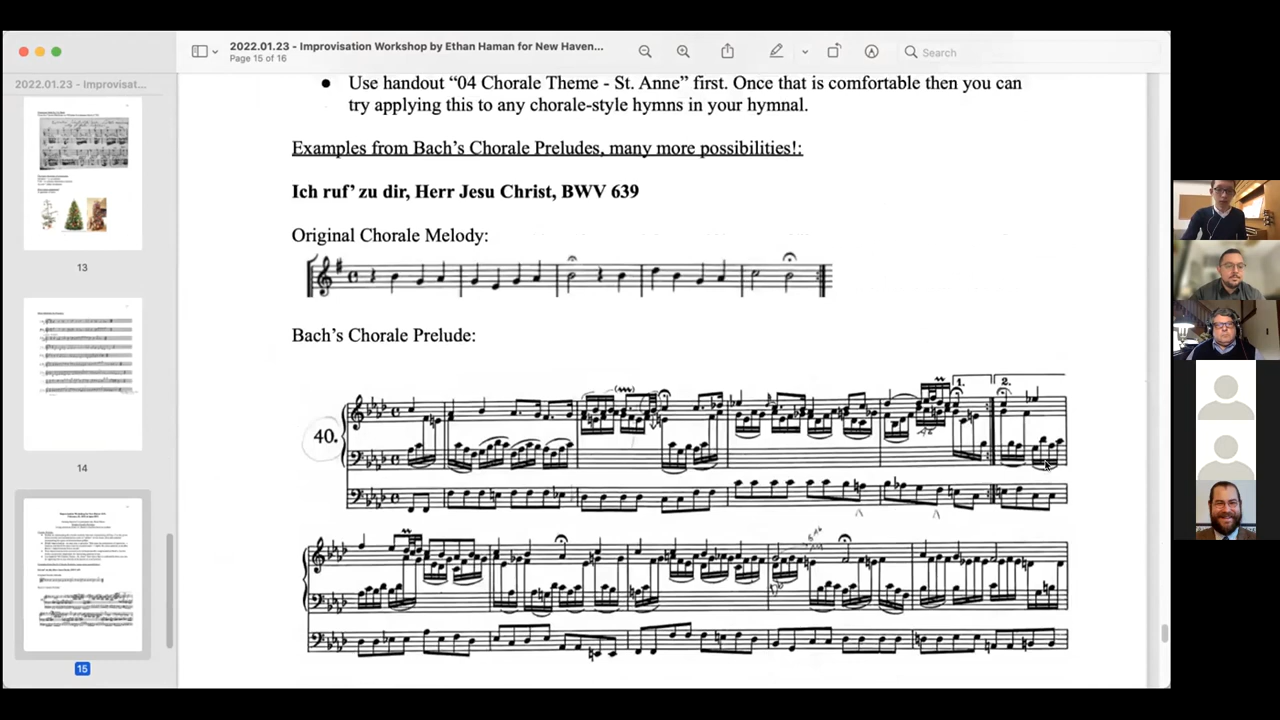 2022.01.23 - Improvisation Workshop by Ethan Haman for New Haven...
Page 15 of 16
Search
2022.01.23 - Improvisat...
13
14
15
● Use handout “04 Chorale Theme - St. Anne” first. Once that is comfortable then you can
try applying this to any chorale-style hymns in your hymnal.
Examples from Bach’s Chorale Preludes, many more possibilities!:
Ich ruf’ zu dir, Herr Jesu Christ, BWV 639
Original Chorale Melody:
Bach’s Chorale Prelude:
1.
2.
40.